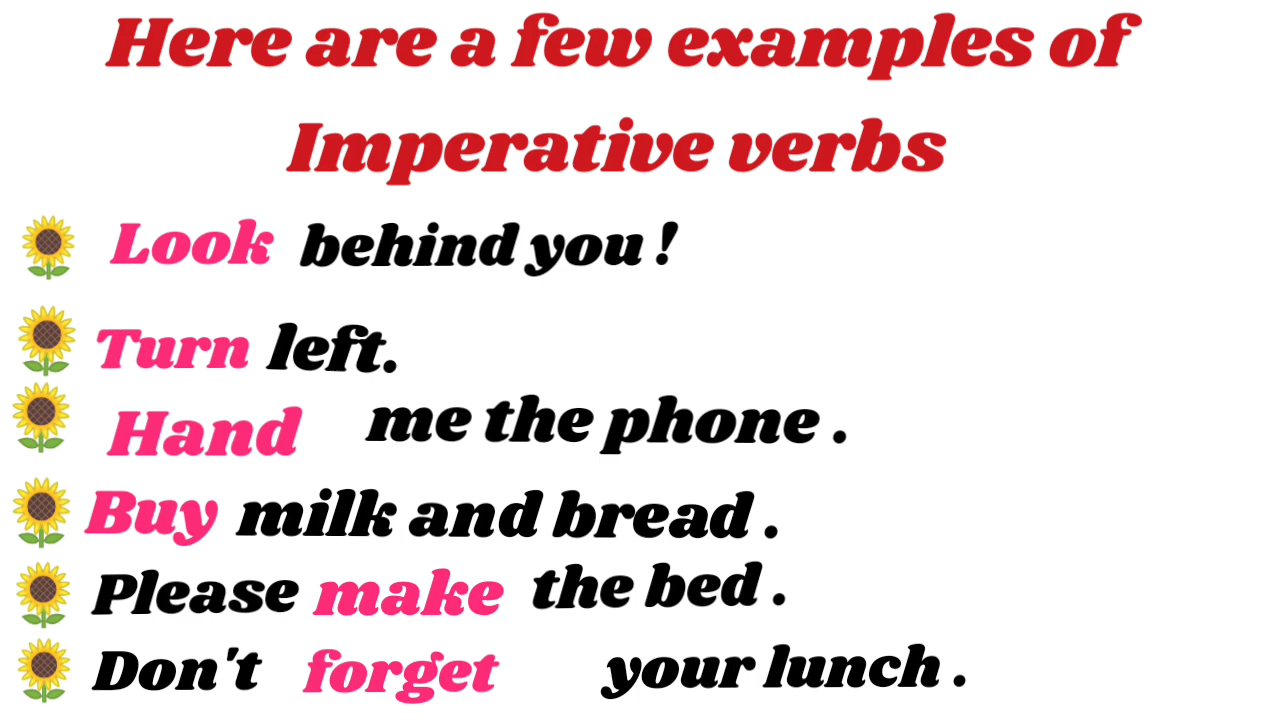 Here are a few examples of
Imperative verbs
Look behind you !
Turn left.
Hand me the phone .
Buy milk and bread .
Please make the bed .
Don't forget your lunch .